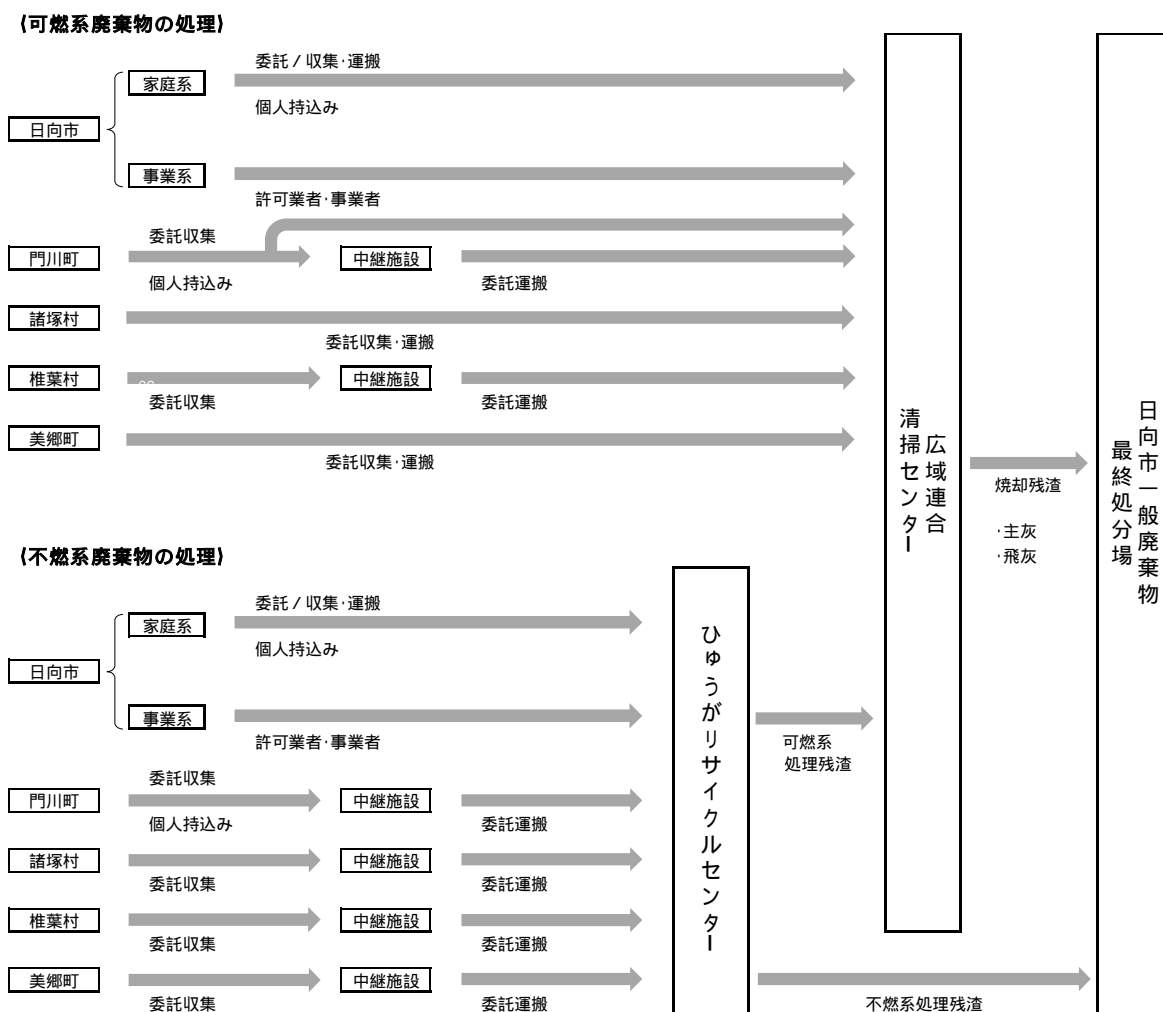 (可燃系廃棄物の処理)
委託 / 収集·運搬
家庭系
個人持込み
日向市
事業系
許可業者·事業者
委託収集
門川町
中継施設
個人持込み
委託運搬
諸塚村
委託収集·運搬
椎葉村
中継施設
委託収集
委託運搬
美郷町
委託収集·運搬
広域連合
清掃センター
焼却残渣
·主灰
·飛灰
日向市一般廃棄物
最終処分場
(不燃系廃棄物の処理)
委託 / 収集·運搬
家庭系
個人持込み
日向市
事業系
許可業者·事業者
委託収集
門川町
中継施設
個人持込み
委託運搬
諸塚村
中継施設
委託収集
委託運搬
椎葉村
中継施設
委託収集
委託運搬
美郷町
中継施設
委託収集
委託運搬
ひゅうがリサイクルセンター
可燃系
処理残渣
不燃系処理残渣